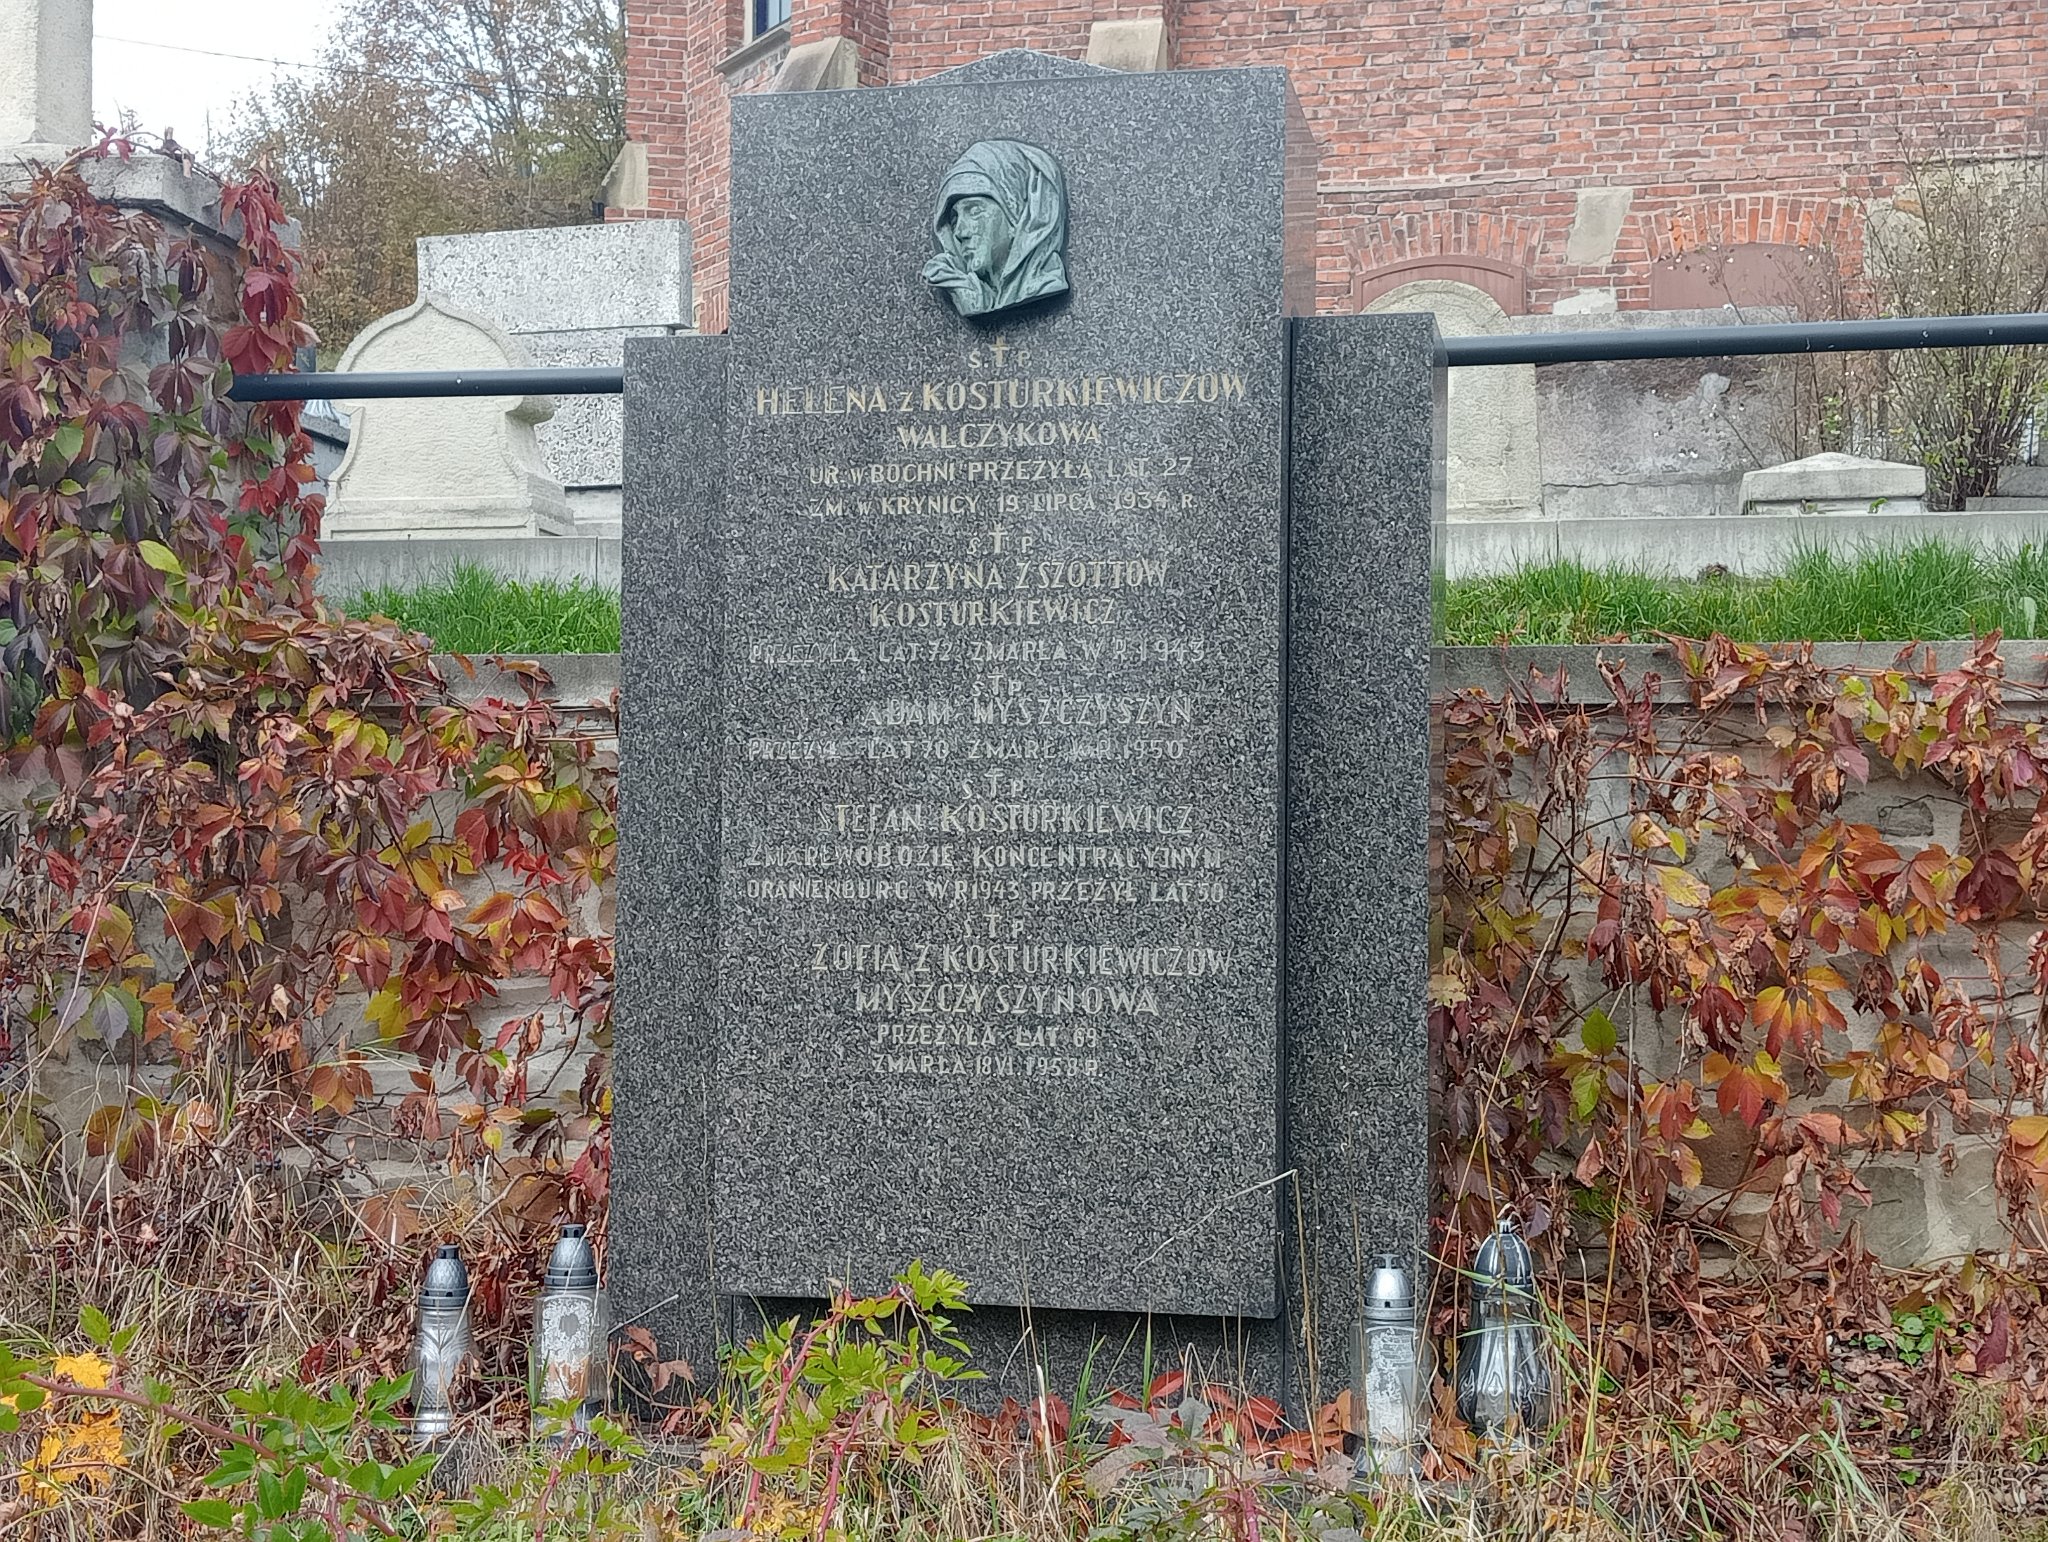 Ś. † P.
HELENA z KOSTURKIEWICZÓW
WALCZYKOWA
UR. W BOCHNI PRZEŻYŁA LAT 27
ZM. W KRYNICY 19 LIPCA 1934 R.
Ś. † P.
KATARZYNA Z SZOTTÓW
KOSTURKIEWICZ
PRZEŻYŁA LAT 72 ZMARŁA W R. 1943
Ś. † P.
ADAM MYSZCZYSZYN
PRZEŻYŁ LAT 70 ZMARŁ W R. 1950
Ś. † P.
STEFAN KOSTURKIEWICZ
ZMARŁ W OBOZIE KONCENTRACYJNYM
ORANIENBURG W R 1943 PRZEŻYŁ LAT 50
Ś. † P.
ZOFIA Z KOSTURKIEWICZÓW
MYSZCZYSZYNOWA
PRZEŻYŁA LAT 69
ZMARŁA 18 VI. 1958 R.